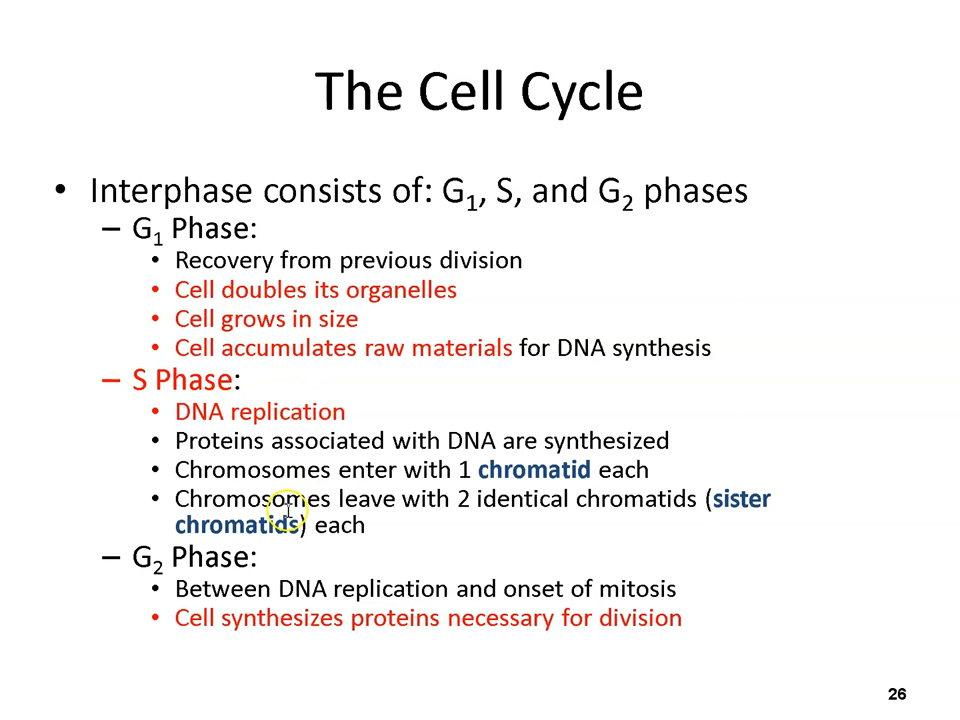 The Cell Cycle
• Interphase consists of: G₁, S, and G₂ phases
– G₁ Phase:
• Recovery from previous division
• Cell doubles its organelles
• Cell grows in size
• Cell accumulates raw materials for DNA synthesis
– S Phase:
• DNA replication
• Proteins associated with DNA are synthesized
• Chromosomes enter with 1 chromatid each
• Chromosomes leave with 2 identical chromatids (sister
chromatids) each
– G₂ Phase:
• Between DNA replication and onset of mitosis
• Cell synthesizes proteins necessary for division
26